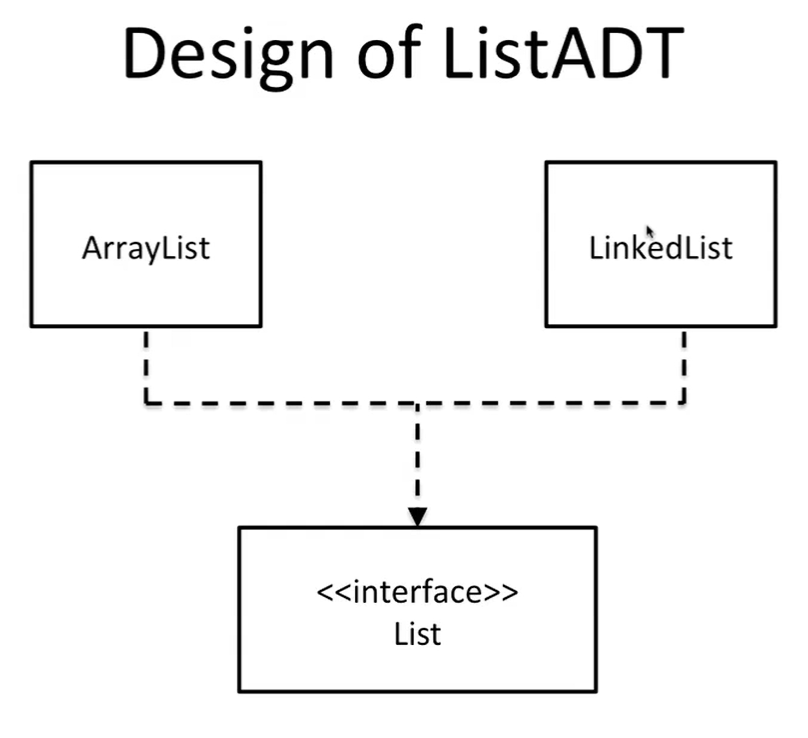 Design of ListADT
ArrayList
LinkedList
<<interface>>
List